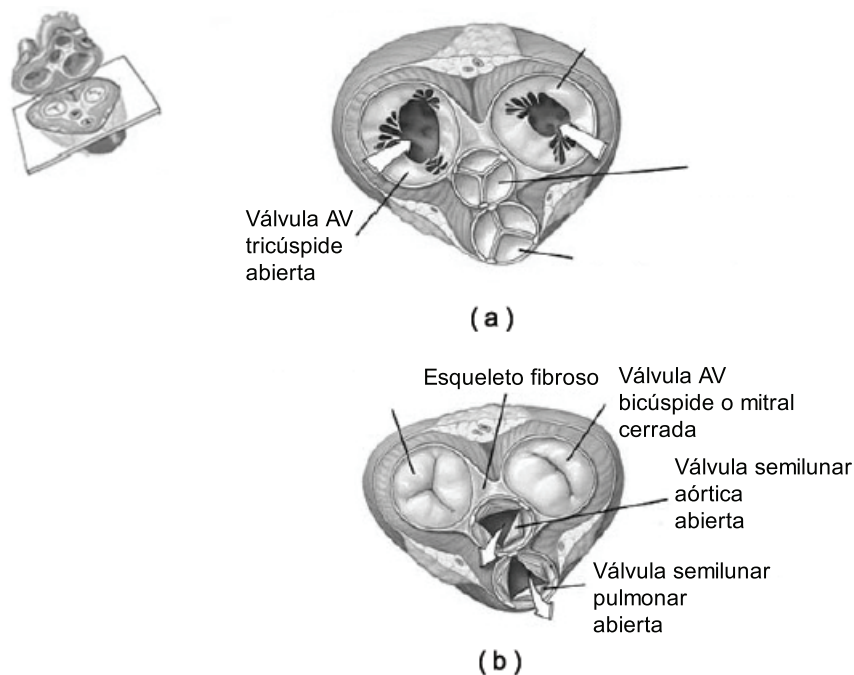 Válvula AV
tricúspide
abierta
(a)
Esqueleto fibroso
Válvula AV
bicúspide o mitral
cerrada
Válvula semilunar
aórtica
abierta
Válvula semilunar
pulmonar
abierta
(b)